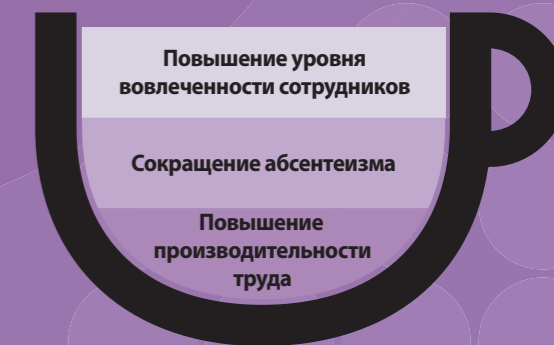 Повышение уровня
вовлеченности сотрудников
Сокращение абсентеизма
Повышение
производительности
труда